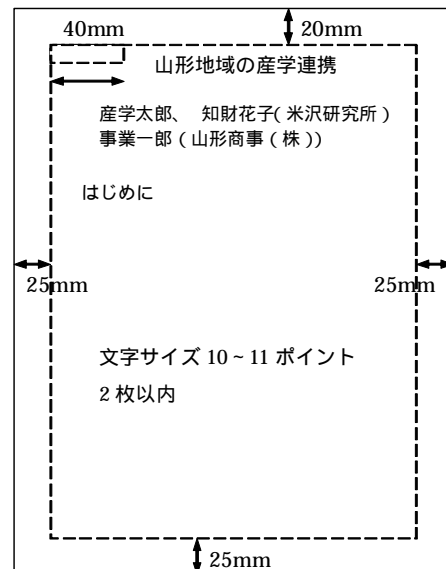 40mm
20mm
山形地域の産学連携
産学太郎、 知財花子(米沢研究所)
事業一郎(山形商事(株))
はじめに
25mm
25mm
文字サイズ 10~11 ポイント
2 枚以内
25mm